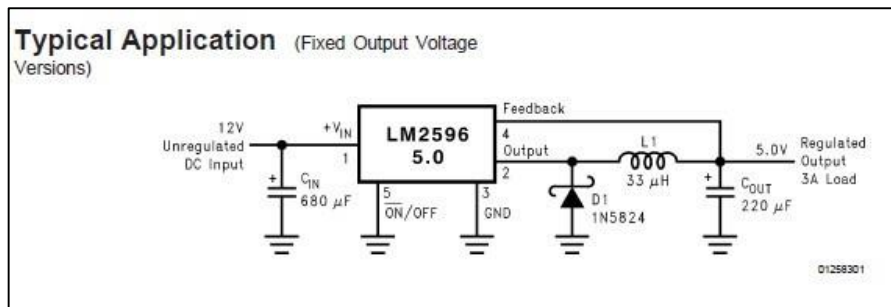 Typical Application (Fixed Output Voltage
Versions)
Feedback
12V
Unregulated
DC Input
+VIN
1
LM2596
5.0
4
Output
2
L1
33 μH
5.0V
Regulated
Output
3A Load
+
CIN
680 μF
5
ON/OFF
3
GND
D1
1N5824
+
COUT
220 μF
01258301